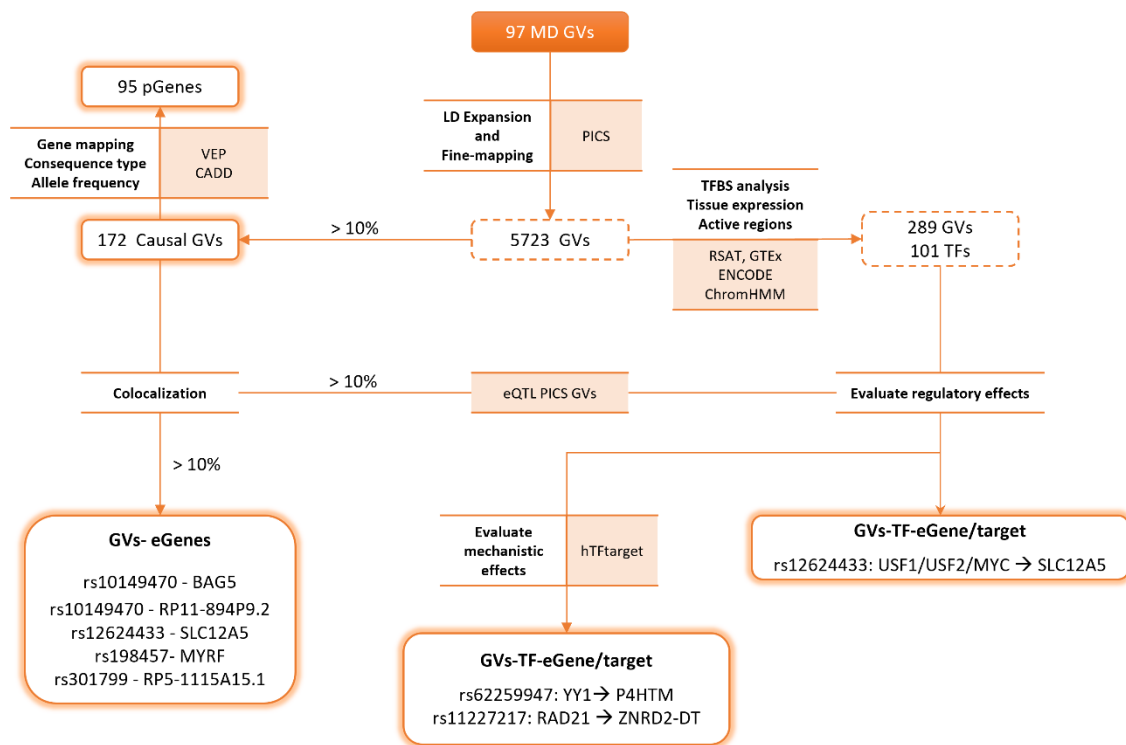 97 MD GVs
95 pGenes
LD Expansion
and
Fine-mapping
PICS
Gene mapping
Consequence type
Allele frequency
VEP
CADD
TFBS analysis
Tissue expression
Active regions
172 Causal GVs
> 10%
5723 GVs
RSAT, GTEx
ENCODE
ChromHMM
289 GVs
101 TFs
Colocalization
> 10%
eQTL PICS GVs
Evaluate regulatory effects
> 10%
GVs- eGenes
rs10149470 - BAG5
rs10149470 - RP11-894P9.2
rs12624433 - SLC12A5
rs198457- MYRF
rs301799 - RP5-1115A15.1
Evaluate
mechanistic
effects
hTFtarget
GVs-TF-eGene/target
rs12624433: USF1/USF2/MYC → SLC12A5
GVs-TF-eGene/target
rs62259947: YY1→ P4HTM
rs11227217: RAD21 → ZNRD2-DT